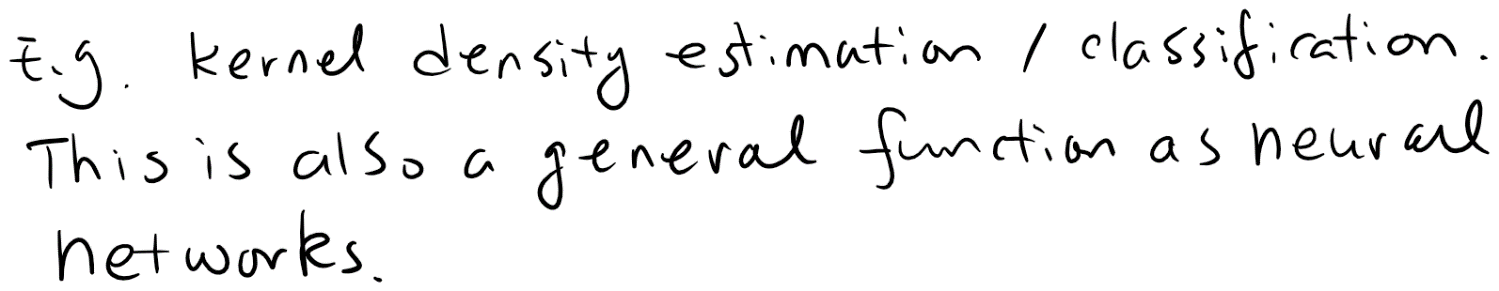 E.g. kernel density estimation / classification.
This is also a general function as neural
networks.